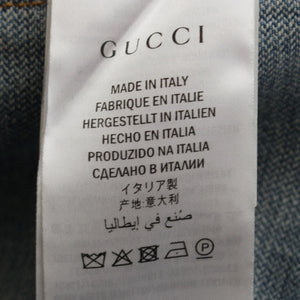 GUCCI
MADE IN ITALY
FABRIQUE EN ITALIE
HERGESTELLT IN ITALIEN
HECHO EN ITALIA
PRODUZIDO NA ITALIA
СДЕЛАНО В ИТАЛИИ
イタリア製
产地:意大利
صُنع في إيطاليا
P